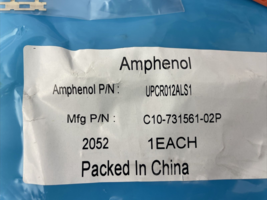 Amphenol
Amphenol P/N : UPCR012ALS1
Mfg P/N : C10-731561-02P
2052 1EACH
Packed In China